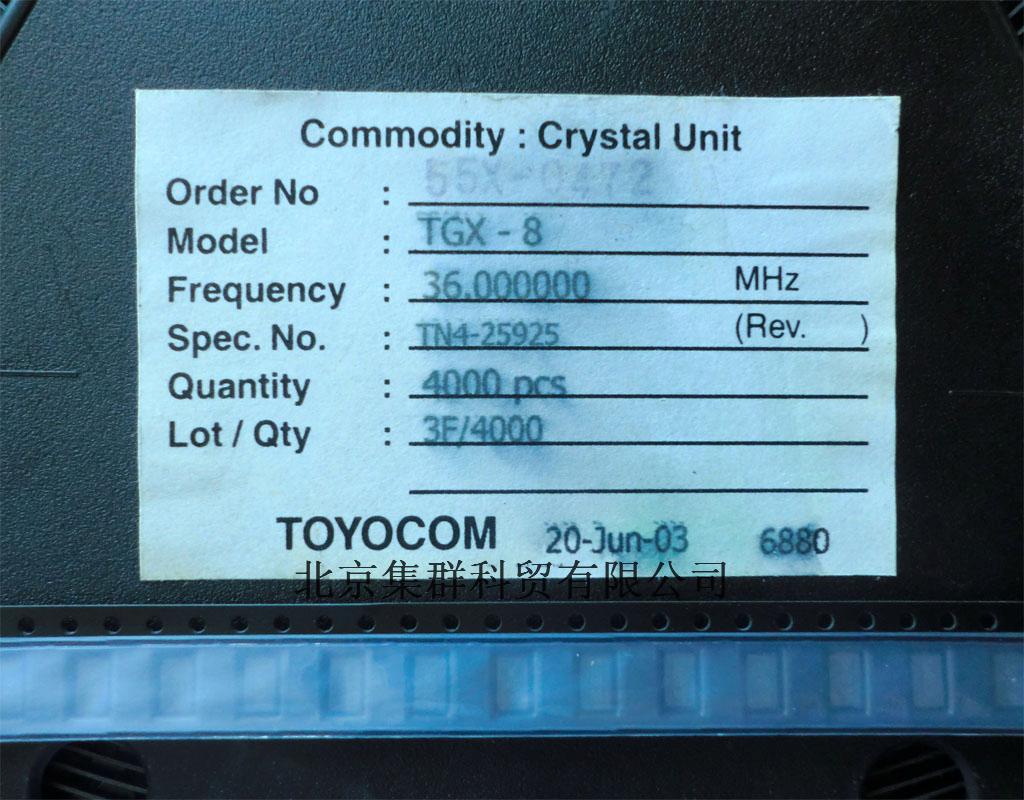 Commodity : Crystal Unit
Order No : 55X-0472
Model : TGX - 8
Frequency : 36.000000 MHz
Spec. No. : TN4-25925 (Rev. )
Quantity : 4000 pcs
Lot / Qty : 3F/4000
TOYOCOM 20-Jun-03 6880
北京集群科贸有限公司